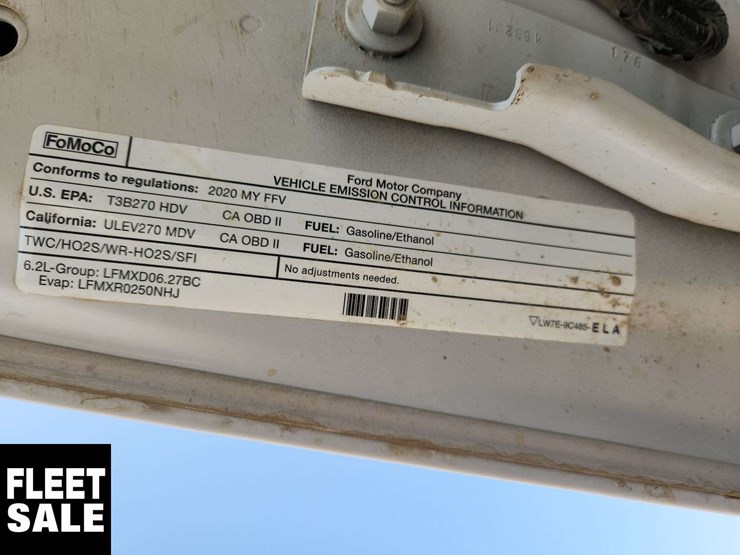 FoMoCo
Ford Motor Company
VEHICLE EMISSION CONTROL INFORMATION
Conforms to regulations: 2020 MY FFV
U.S. EPA: T3B270 HDV CA OBD II FUEL: Gasoline/Ethanol
California: ULEV270 MDV CA OBD II FUEL: Gasoline/Ethanol
TWC/HO2S/WR-HO2S/SFI
No adjustments needed.
6.2L-Group: LFMXD06.27BC
Evap: LFMXR0250NHJ
LW7E-9C485-ELA
FLEET
SALE